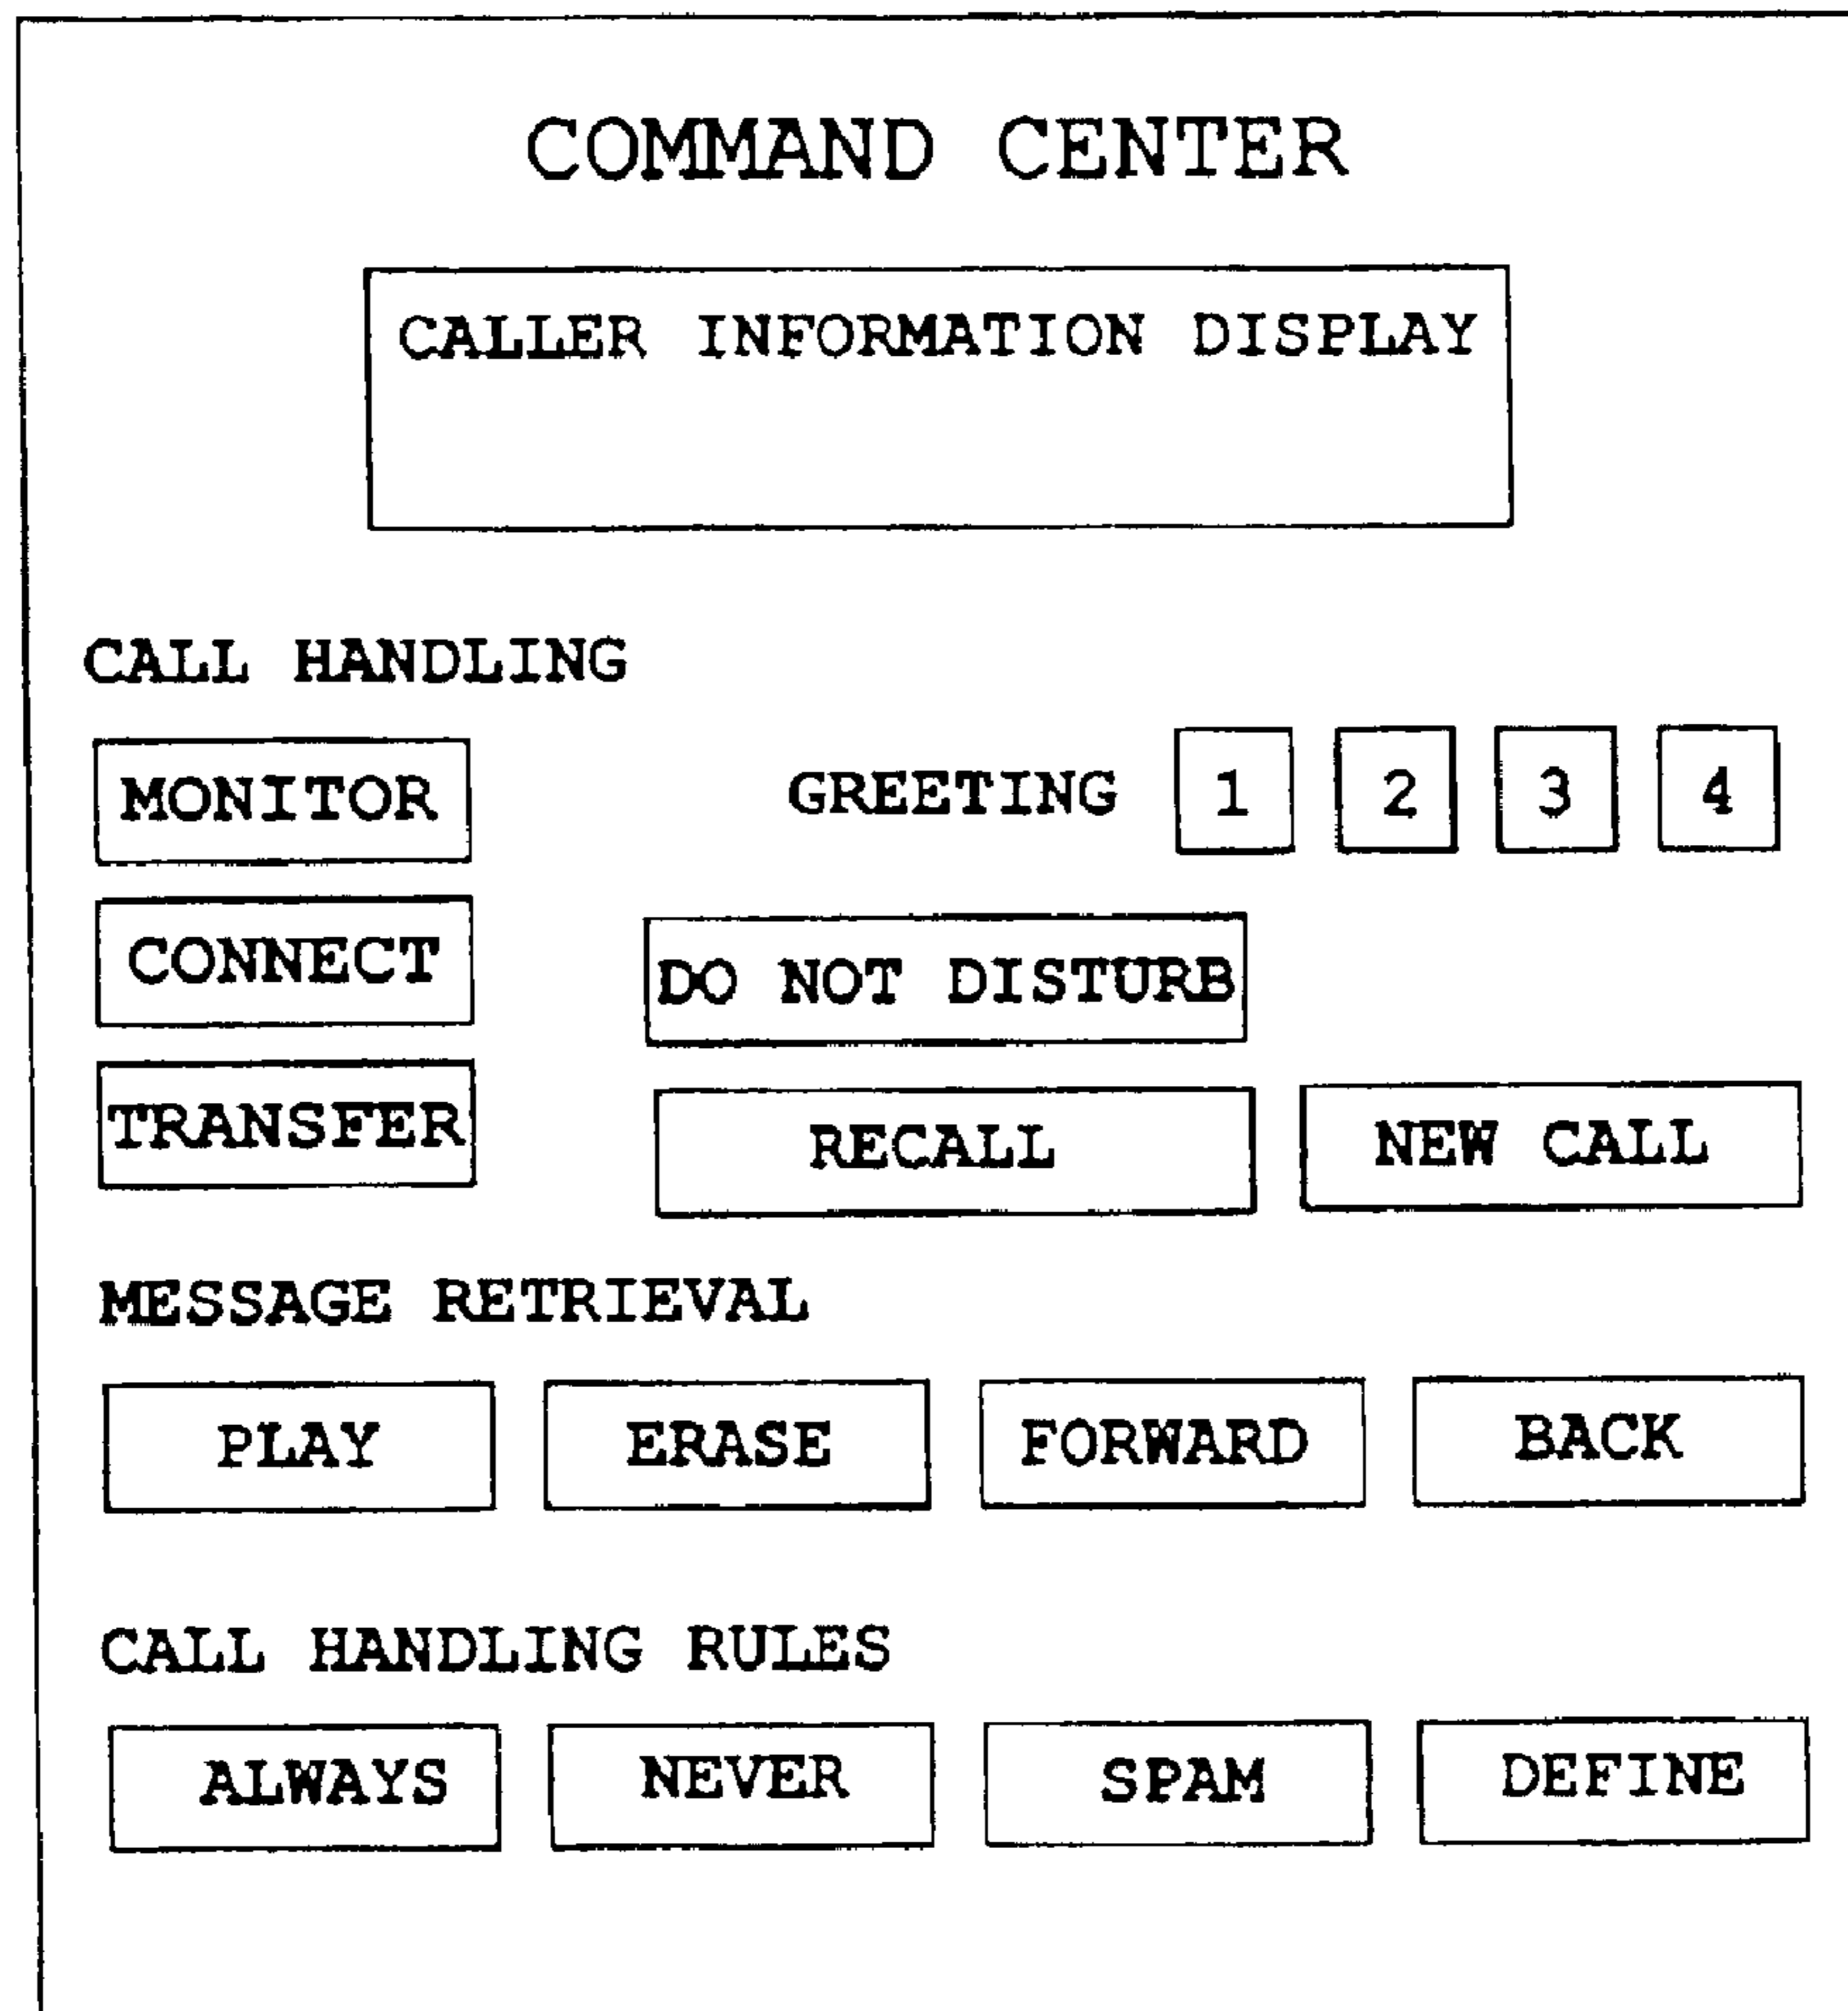 COMMAND CENTER
CALLER INFORMATION DISPLAY
CALL HANDLING
MONITOR
GREETING 1 2 3 4
CONNECT
DO NOT DISTURB
TRANSFER
RECALL
NEW CALL
MESSAGE RETRIEVAL
PLAY ERASE FORWARD BACK
CALL HANDLING RULES
ALWAYS NEVER SPAM DEFINE